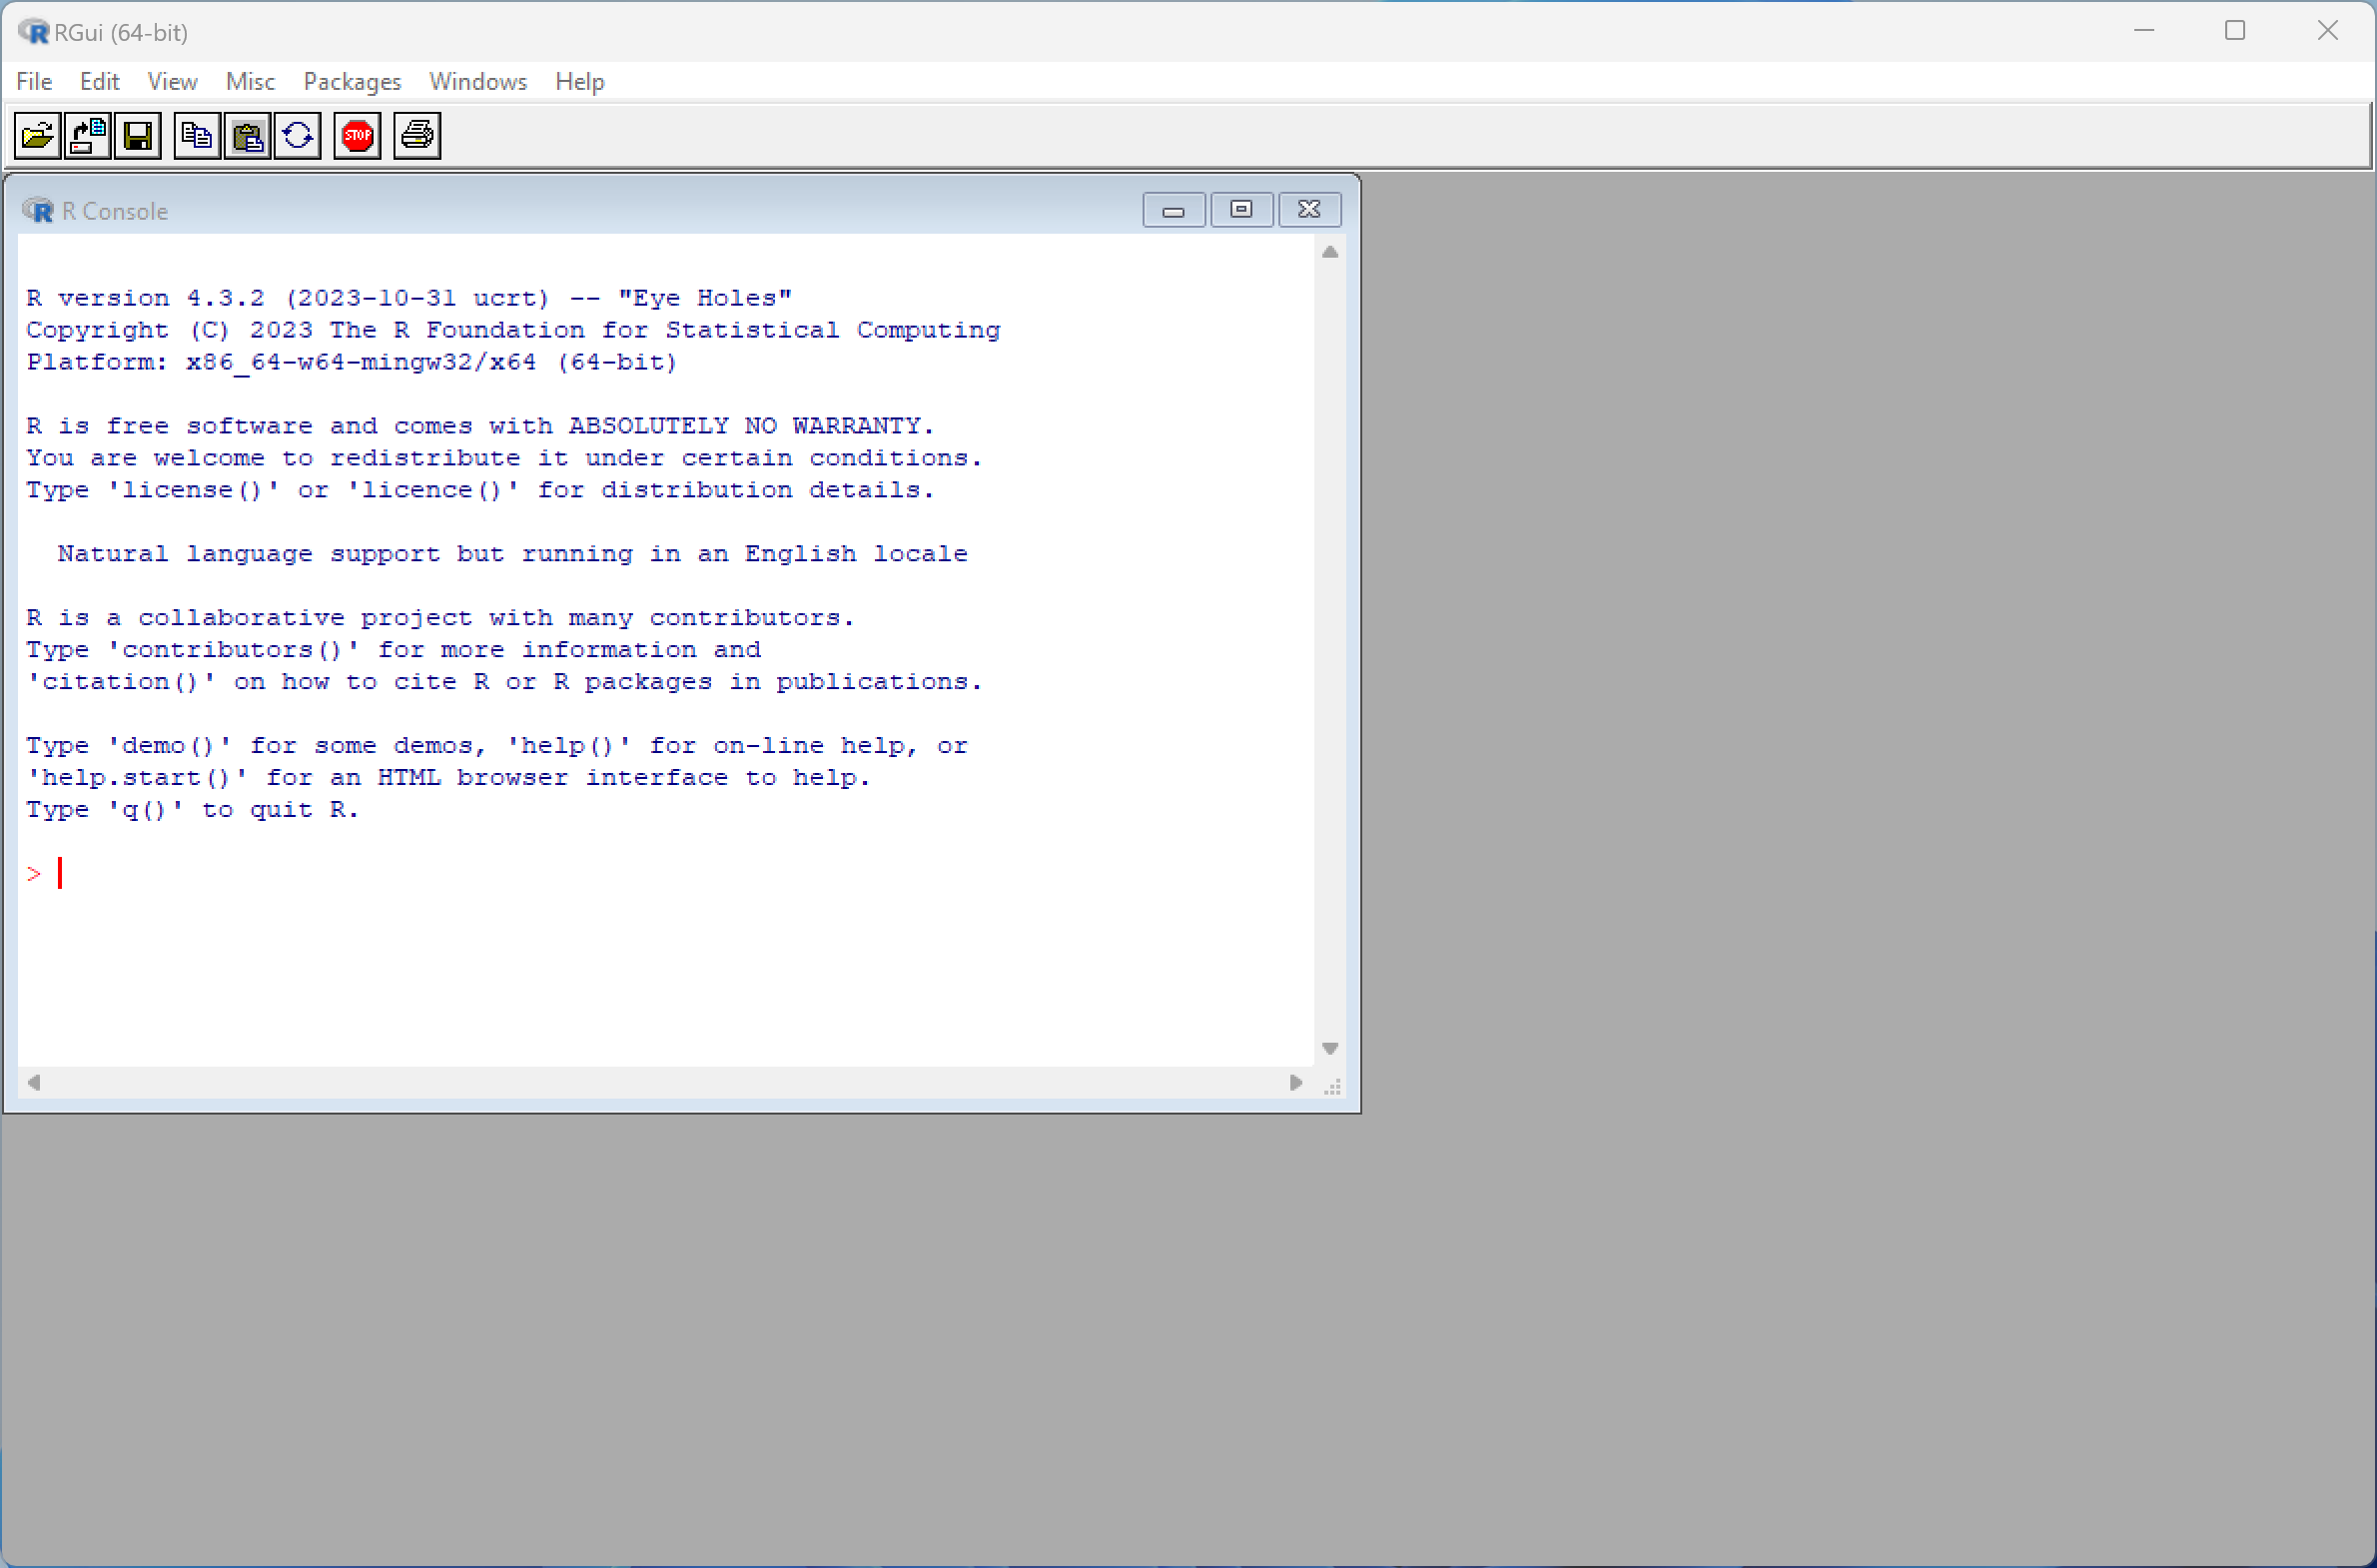 RGui (64-bit)
File Edit View Misc Packages Windows Help
STOP
R Console
R version 4.3.2 (2023-10-31 ucrt) -- "Eye Holes"
Copyright (C) 2023 The R Foundation for Statistical Computing
Platform: x86_64-w64-mingw32/x64 (64-bit)
R is free software and comes with ABSOLUTELY NO WARRANTY.
You are welcome to redistribute it under certain conditions.
Type 'license()' or 'licence()' for distribution details.
Natural language support but running in an English locale
R is a collaborative project with many contributors.
Type 'contributors()' for more information and
'citation()' on how to cite R or R packages in publications.
Type 'demo()' for some demos, 'help()' for on-line help, or
'help.start()' for an HTML browser interface to help.
Type 'q()' to quit R.
>